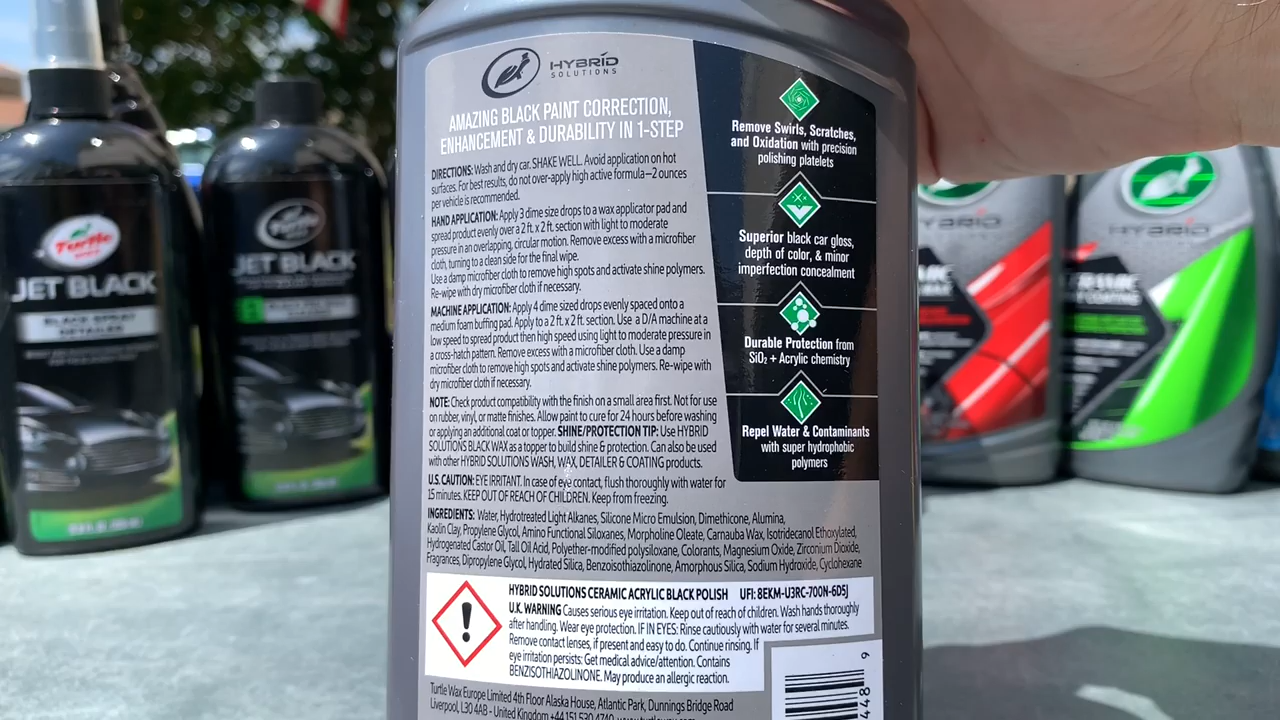 HYBRID
SOLUTIONS
AMAZING BLACK PAINT CORRECTION,
ENHANCEMENT & DURABILITY IN 1-STEP
DIRECTIONS: Wash and dry car. SHAKE WELL. Avoid application on hot
surfaces. For best results, do not over-apply high active formula—2 ounces
per vehicle is recommended.
HAND APPLICATION: Apply 3 dime size drops to a wax applicator pad and
spread product evenly over a 2 ft. x 2 ft. section with light to moderate
pressure in an overlapping, circular motion. Remove excess with a microfiber
cloth, turning to a clean side for the final wipe.
Use a damp microfiber cloth to remove high spots and activate shine polymers.
Re-wipe with dry microfiber cloth if necessary.
MACHINE APPLICATION: Apply 4 dime sized drops evenly spaced onto a
medium foam buffing pad. Apply to a 2 ft. x 2 ft. section. Use a D/A machine at a
low speed to spread product then high speed using light to moderate pressure in
a cross-hatch pattern. Remove excess with a microfiber cloth. Use a damp
microfiber cloth to remove high spots and activate shine polymers. Re-wipe with
dry microfiber cloth if necessary.
NOTE: Check product compatibility with the finish on a small area first. Not for use
on rubber, vinyl, or matte finishes. Allow paint to cure for 24 hours before washing
or applying an additional coat or topper. SHINE/PROTECTION TIP: Use HYBRID
SOLUTIONS BLACK WAX as a topper to build shine & protection. Can also be used
with other HYBRID SOLUTIONS WASH, WAX, DETAILER & COATING products.
U.S. CAUTION: EYE IRRITANT. In case of eye contact, flush thoroughly with water for
15 minutes. KEEP OUT OF REACH OF CHILDREN. Keep from freezing.
INGREDIENTS: Water, Hydrotreated Light Alkanes, Silicone Micro Emulsion, Dimethicone, Alumina,
Kaolin Clay, Propylene Glycol, Amino Functional Siloxanes, Morpholine Oleate, Carnauba Wax, Isotridecanol Ethoxylated,
Hydrogenated Castor Oil, Tall Oil Acid, Polyether-modified polysiloxane, Colorants, Magnesium Oxide, Zirconium Dioxide,
Fragrances, Dipropylene Glycol, Hydrated Silica, Benzoisothiazolinone, Amorphous Silica, Sodium Hydroxide, Cyclohexane
HYBRID SOLUTIONS CERAMIC ACRYLIC BLACK POLISH UFI: 8EKM-U3RC-700N-6D5J
U.K. WARNING Causes serious eye irritation. Keep out of reach of children. Wash hands thoroughly
after handling. Wear eye protection. IF IN EYES: Rinse cautiously with water for several minutes.
Remove contact lenses, if present and easy to do. Continue rinsing. If
eye irritation persists: Get medical advice/attention. Contains
BENZISOTHIAZOLINONE. May produce an allergic reaction.
Turtle Wax Europe Limited 4th Floor Alaska House, Atlantic Park, Dunnings Bridge Road
Liverpool, L30 4AB - United Kingdom +44 151 530 4740 www.turtlewax.com
Remove Swirls, Scratches,
and Oxidation with precision
polishing platelets
Superior black car gloss,
depth of color, & minor
imperfection concealment
Durable Protection from
SiO₂ + Acrylic chemistry
Repel Water & Contaminants
with super hydrophobic
polymers
9
448
Turtle
JET BLACK
BLACK SPRAY
DETAILER
Turtle
JET BLACK
HYBRID
HYBRID
COATING